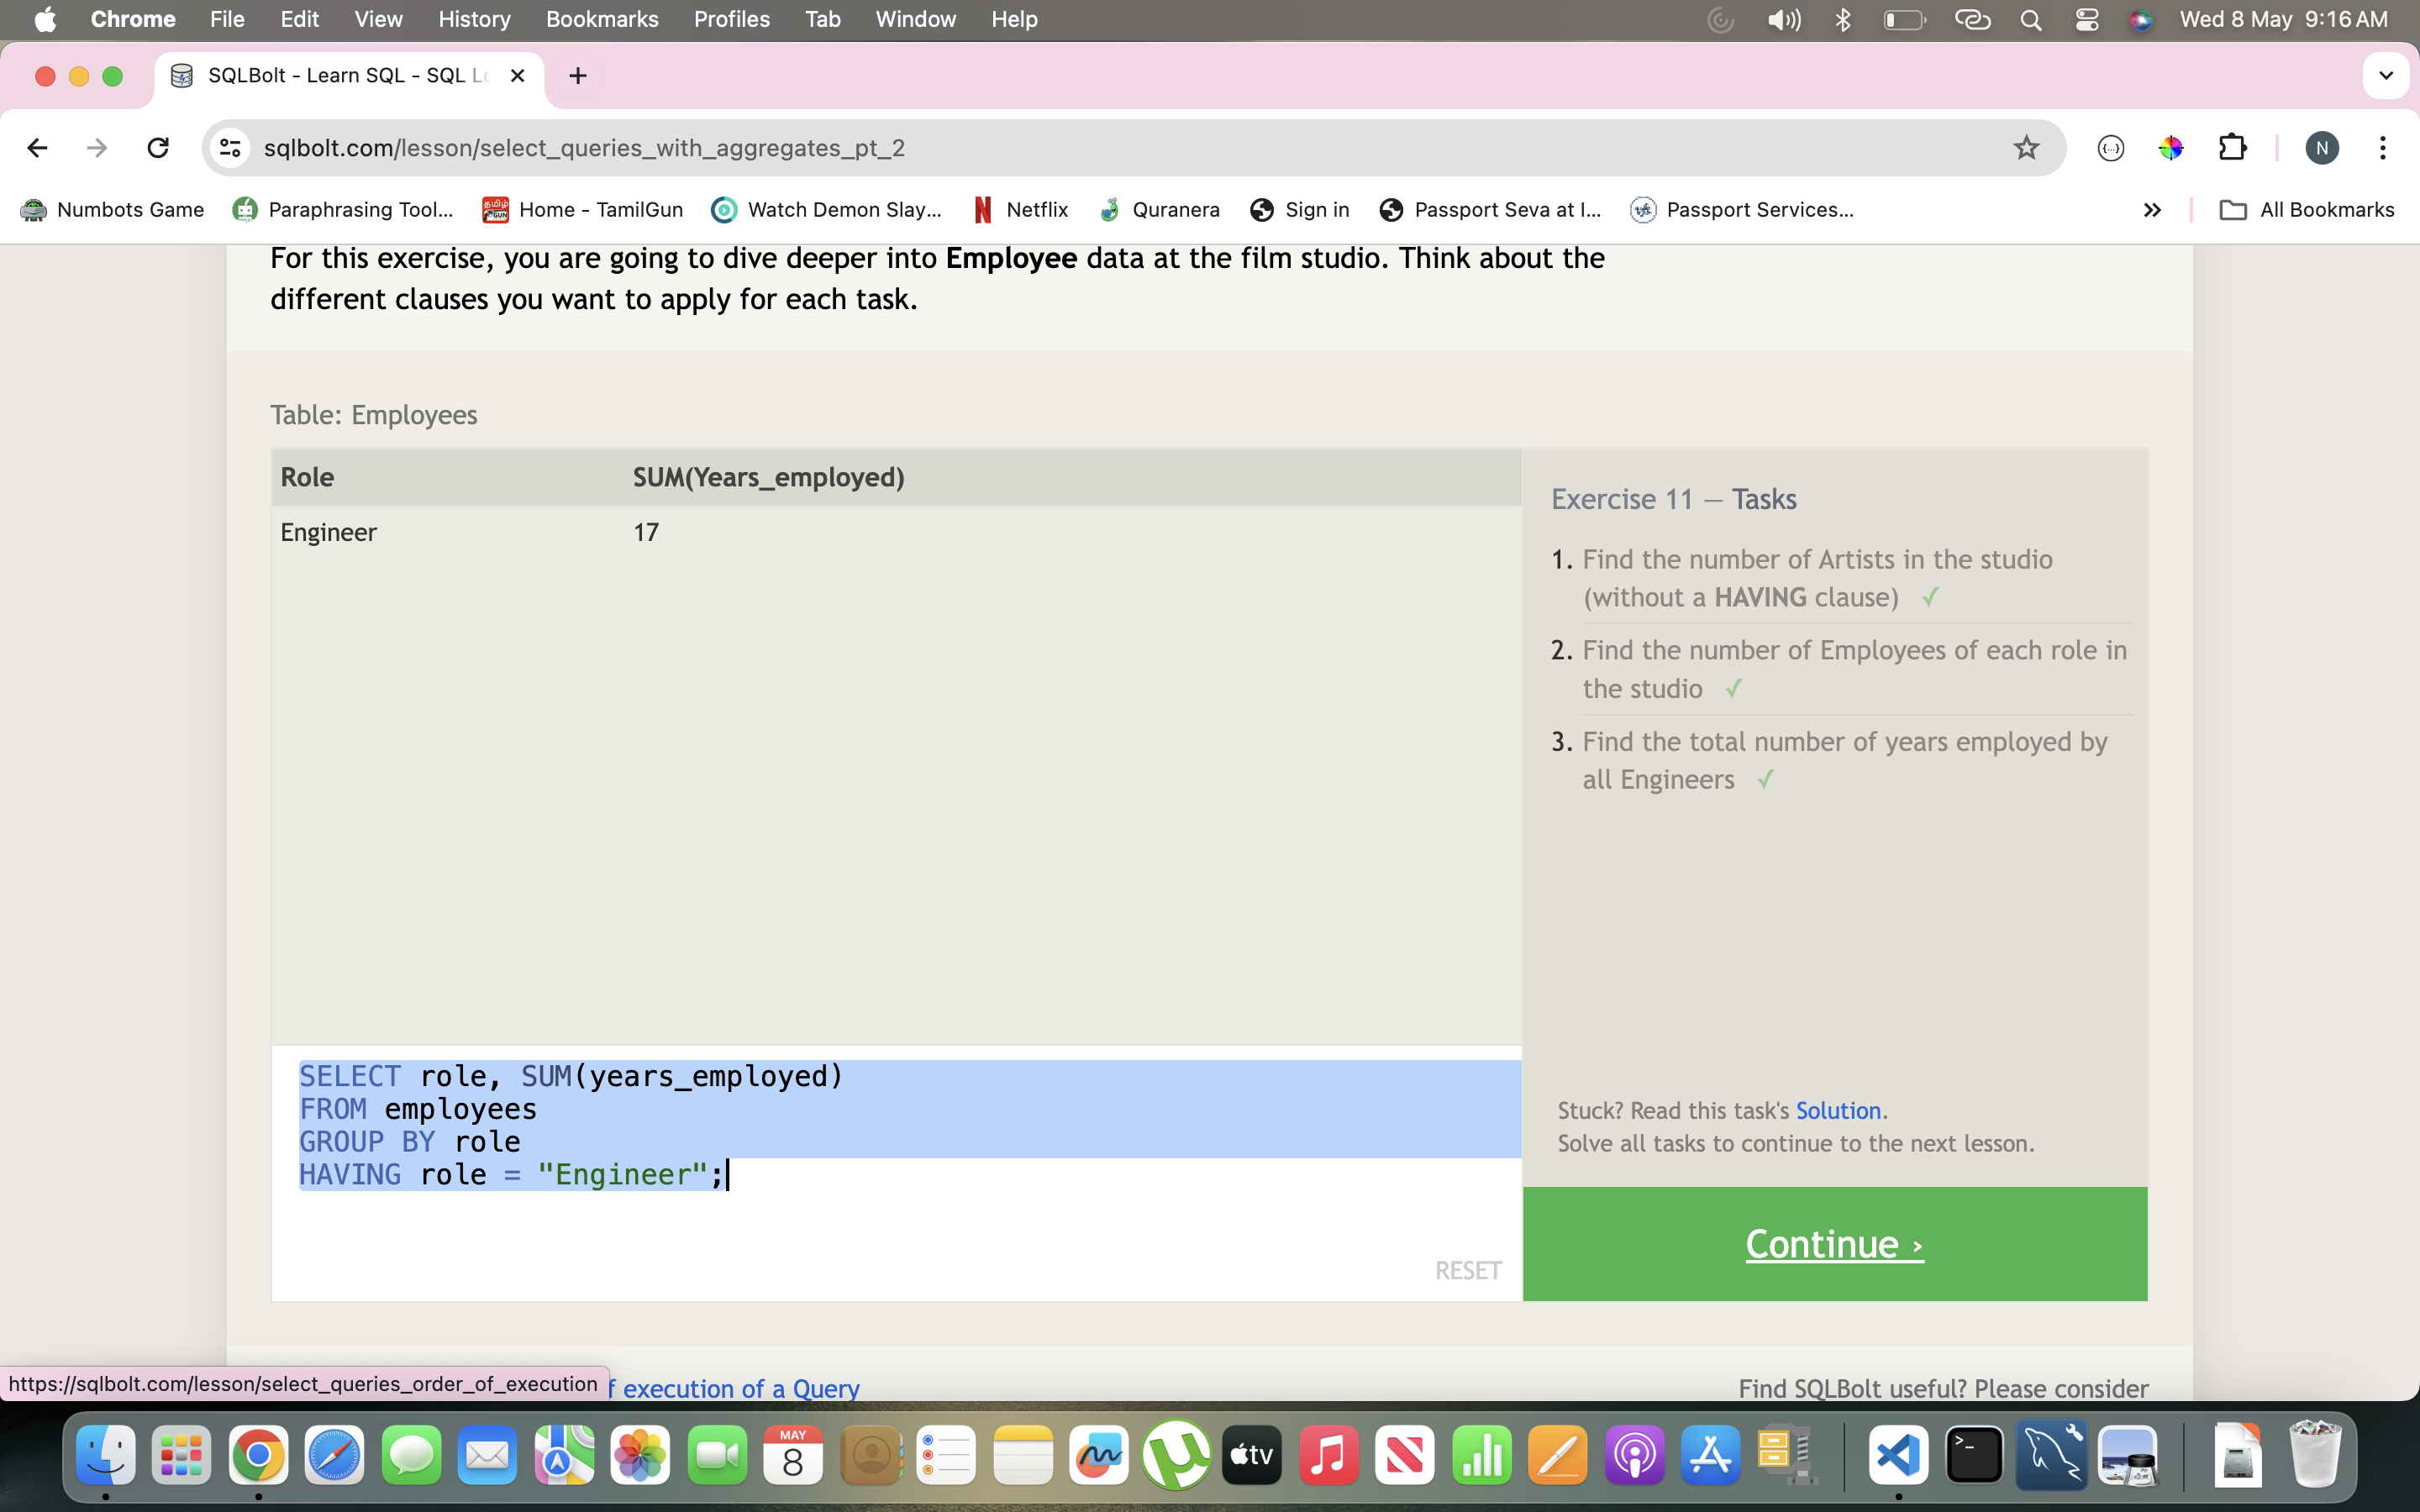 Chrome File Edit View History Bookmarks Profiles Tab Window Help Wed 8 May 9:16 AM
SQLBolt - Learn SQL - SQL Le
sqlbolt.com/lesson/select_queries_with_aggregates_pt_2 N
Numbots Game Paraphrasing Tool... Home - TamilGun Watch Demon Slay... Netflix Quranera Sign in Passport Seva at I... Passport Services... » All Bookmarks
For this exercise, you are going to dive deeper into Employee data at the film studio. Think about the
different clauses you want to apply for each task.
Table: Employees
Role SUM(Years_employed)
Engineer 17
Exercise 11 — Tasks
1. Find the number of Artists in the studio
(without a HAVING clause) ✓
2. Find the number of Employees of each role in
the studio ✓
3. Find the total number of years employed by
all Engineers ✓
SELECT role, SUM(years_employed)
FROM employees
GROUP BY role
HAVING role = "Engineer";
RESET
Stuck? Read this task's Solution.
Solve all tasks to continue to the next lesson.
Continue ›
https://sqlbolt.com/lesson/select_queries_order_of_execution
f execution of a Query
Find SQLBolt useful? Please consider
MAY
8
tv